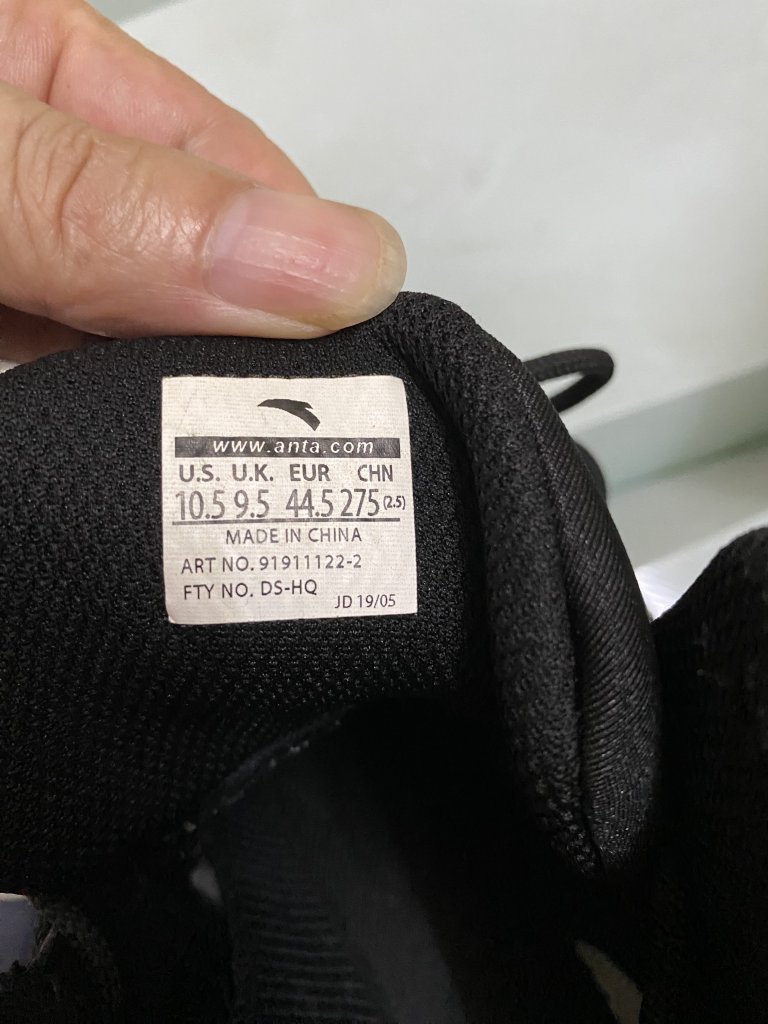 www.anta.com
U.S. U.K. EUR CHN
10.5 9.5 44.5 275 (2.5)
MADE IN CHINA
ART NO. 91911122-2
FTY NO. DS-HQ
JD 19/05